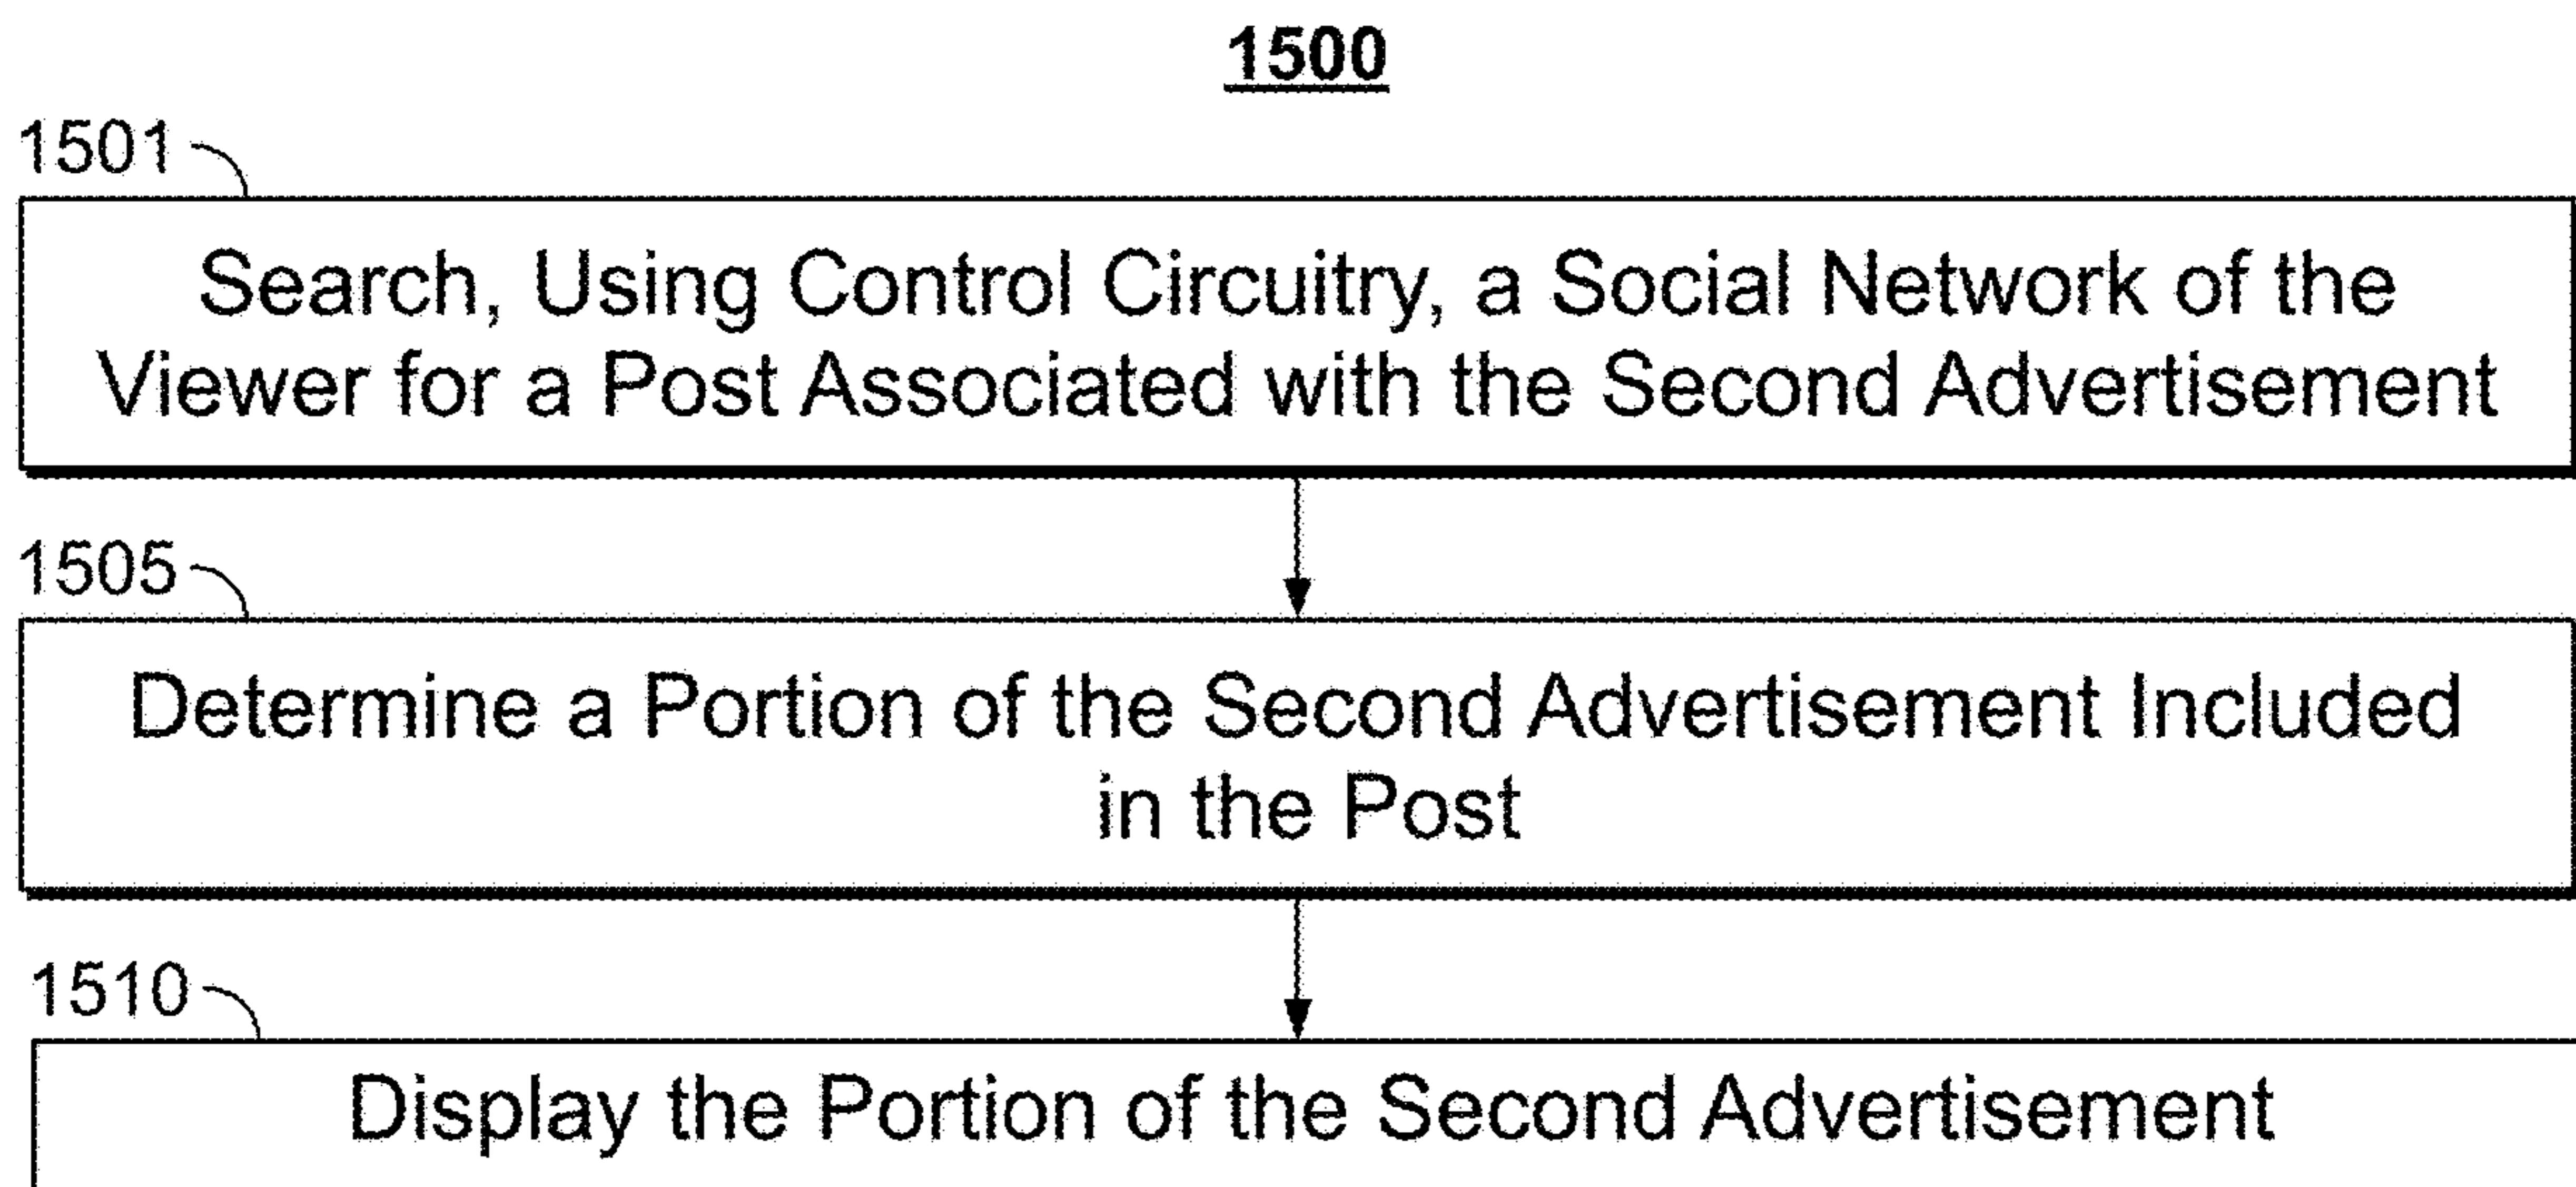 1500
1501
Search, Using Control Circuitry, a Social Network of the
Viewer for a Post Associated with the Second Advertisement
1505
Determine a Portion of the Second Advertisement Included
in the Post
1510
Display the Portion of the Second Advertisement